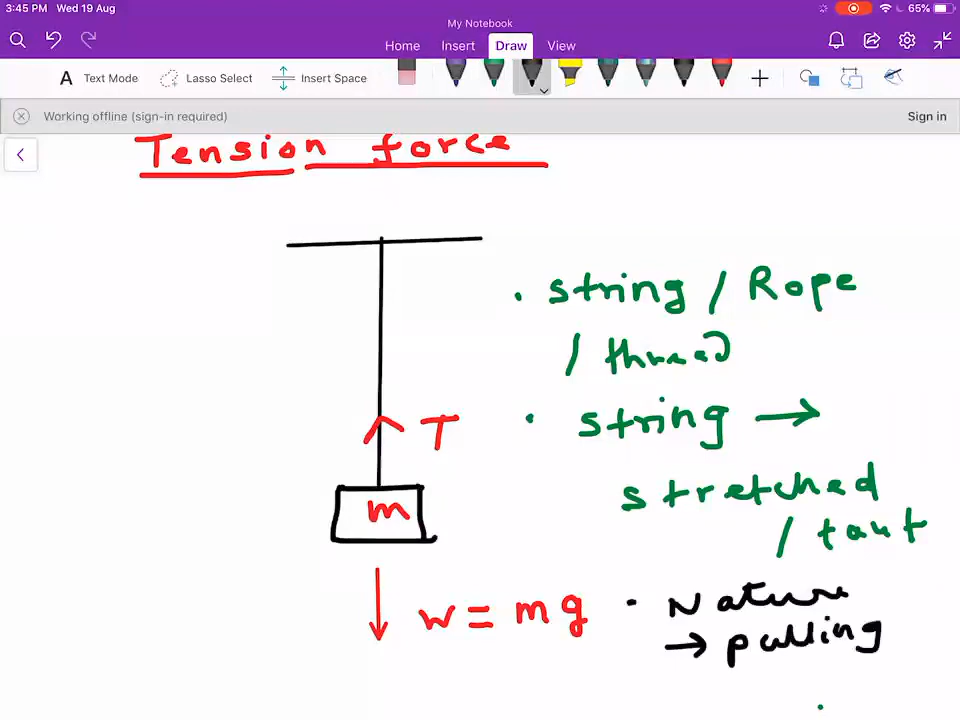 3:45 PM Wed 19 Aug
65%
My Notebook
Home Insert Draw View
A Text Mode Lasso Select Insert Space
Working offline (sign-in required) Sign in
Tension force
• string / Rope
/ thread
T
• string →
m
stretched
/ taut
w = mg
• Nature
→ pulling